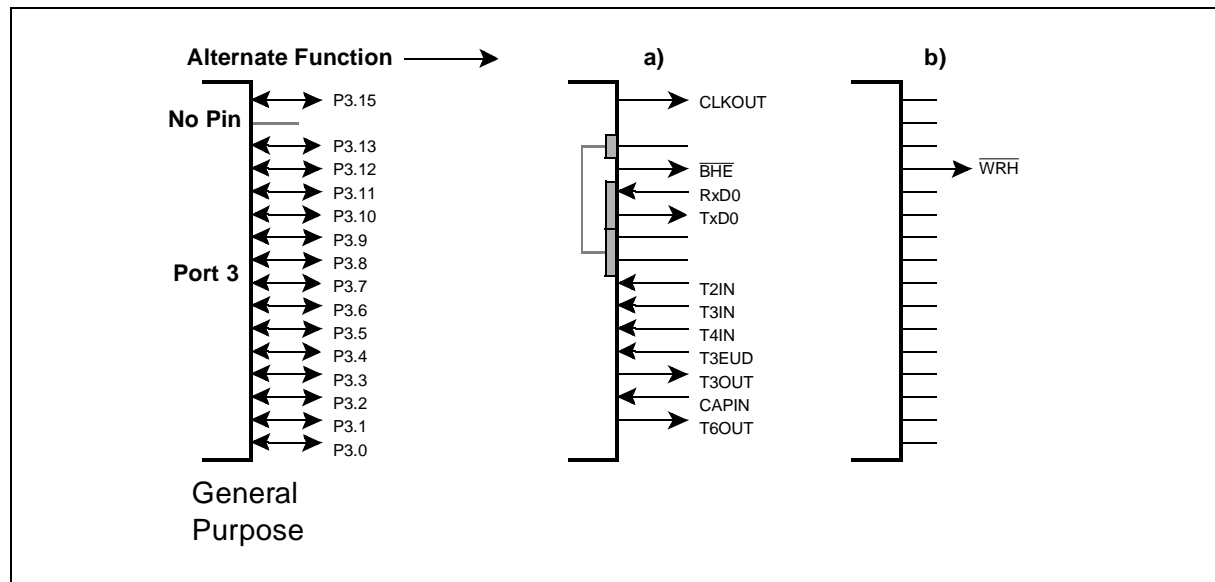 Alternate Function
a)
b)
No Pin
Port 3
P3.15
P3.13
P3.12
P3.11
P3.10
P3.9
P3.8
P3.7
P3.6
P3.5
P3.4
P3.3
P3.2
P3.1
P3.0
General
Purpose
CLKOUT
BHE
RxD0
TxD0
T2IN
T3IN
T4IN
T3EUD
T3OUT
CAPIN
T6OUT
WRH